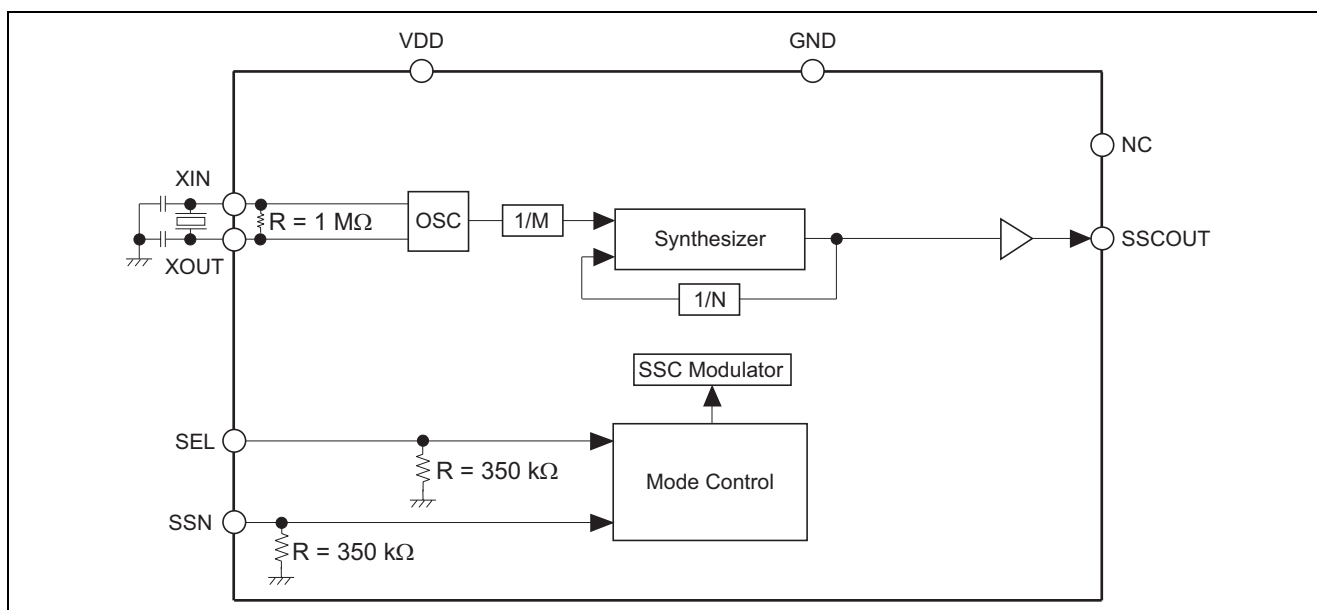 VDD
GND
NC
XIN
R = 1 MΩ
OSC
1/M
Synthesizer
SSCOUT
XOUT
1/N
SSC Modulator
SEL
R = 350 kΩ
Mode Control
SSN
R = 350 kΩ